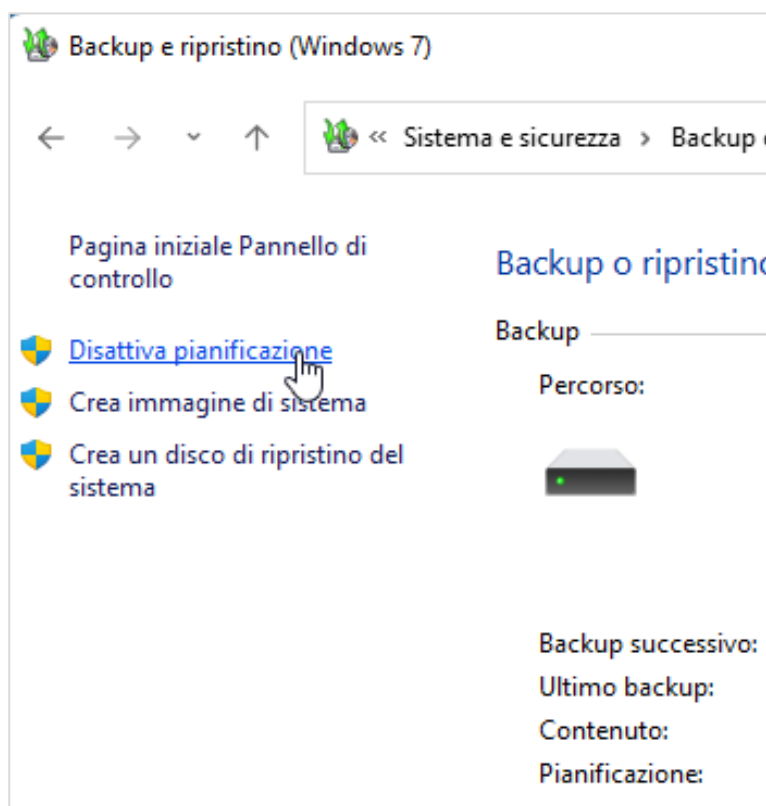 Backup e ripristino (Windows 7)
« Sistema e sicurezza > Backup
Pagina iniziale Pannello di
controllo
Backup o ripristino
Disattiva pianificazione
Backup
Crea immagine di sistema
Percorso:
Crea un disco di ripristino del
sistema
Backup successivo:
Ultimo backup:
Contenuto:
Pianificazione: